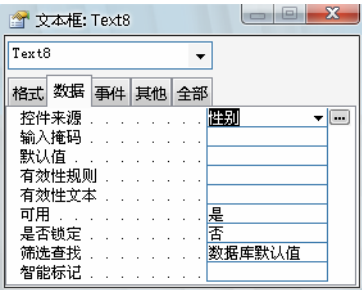 文本框: Text8
Text8
格式 数据 事件 其他 全部
控件来源 . . . . . . . . 性别
输入掩码 . . . . . . . .
默认值 . . . . . . . . .
有效性规则 . . . . . . .
有效性文本 . . . . . . .
可用 . . . . . . . . . . 是
是否锁定 . . . . . . . . 否
筛选查找 . . . . . . . . 数据库默认值
智能标记 . . . . . . . .